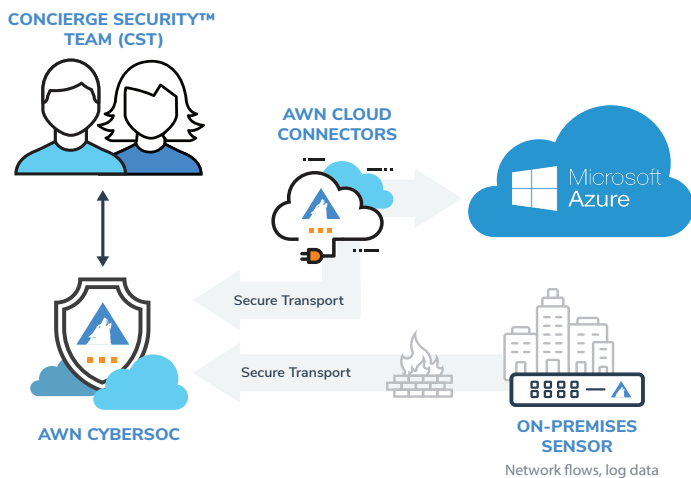 CONCIERGE SECURITY™
TEAM (CST)
AWN CLOUD
CONNECTORS
Microsoft
Azure
Secure Transport
Secure Transport
AWN CYBERSOC
ON-PREMISES
SENSOR
Network flows, log data